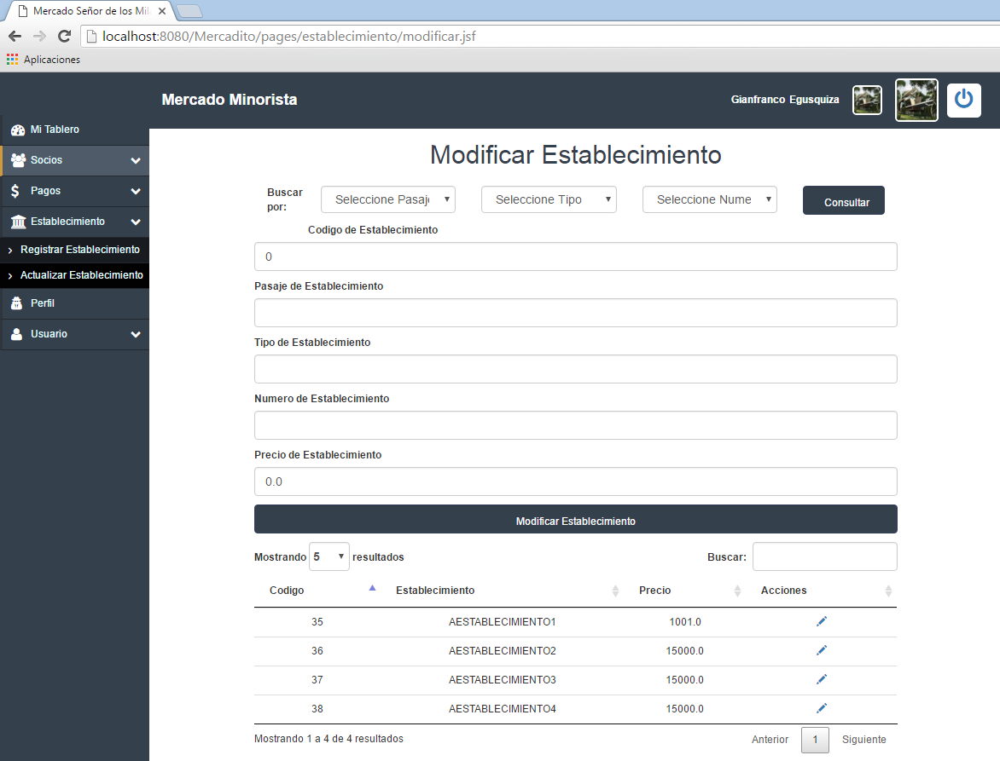 Mercado Señor de los Mil
localhost:8080/Mercadito/pages/establecimiento/modificar.jsf
Aplicaciones
Mercado Minorista
Gianfranco Egusquiza
Mi Tablero
Socios
Pagos
Establecimiento
Registrar Establecimiento
Actualizar Establecimiento
Perfil
Usuario
Modificar Establecimiento
Buscar por:
Seleccione Pasaj
Seleccione Tipo
Seleccione Nume
Consultar
Codigo de Establecimiento
0
Pasaje de Establecimiento
Tipo de Establecimiento
Numero de Establecimiento
Precio de Establecimiento
0.0
Modificar Establecimiento
Mostrando 5 resultados
Buscar:
Codigo Establecimiento Precio Acciones
35 AESTABLECIMIENTO1 1001.0
36 AESTABLECIMIENTO2 15000.0
37 AESTABLECIMIENTO3 15000.0
38 AESTABLECIMIENTO4 15000.0
Mostrando 1 a 4 de 4 resultados
Anterior 1 Siguiente